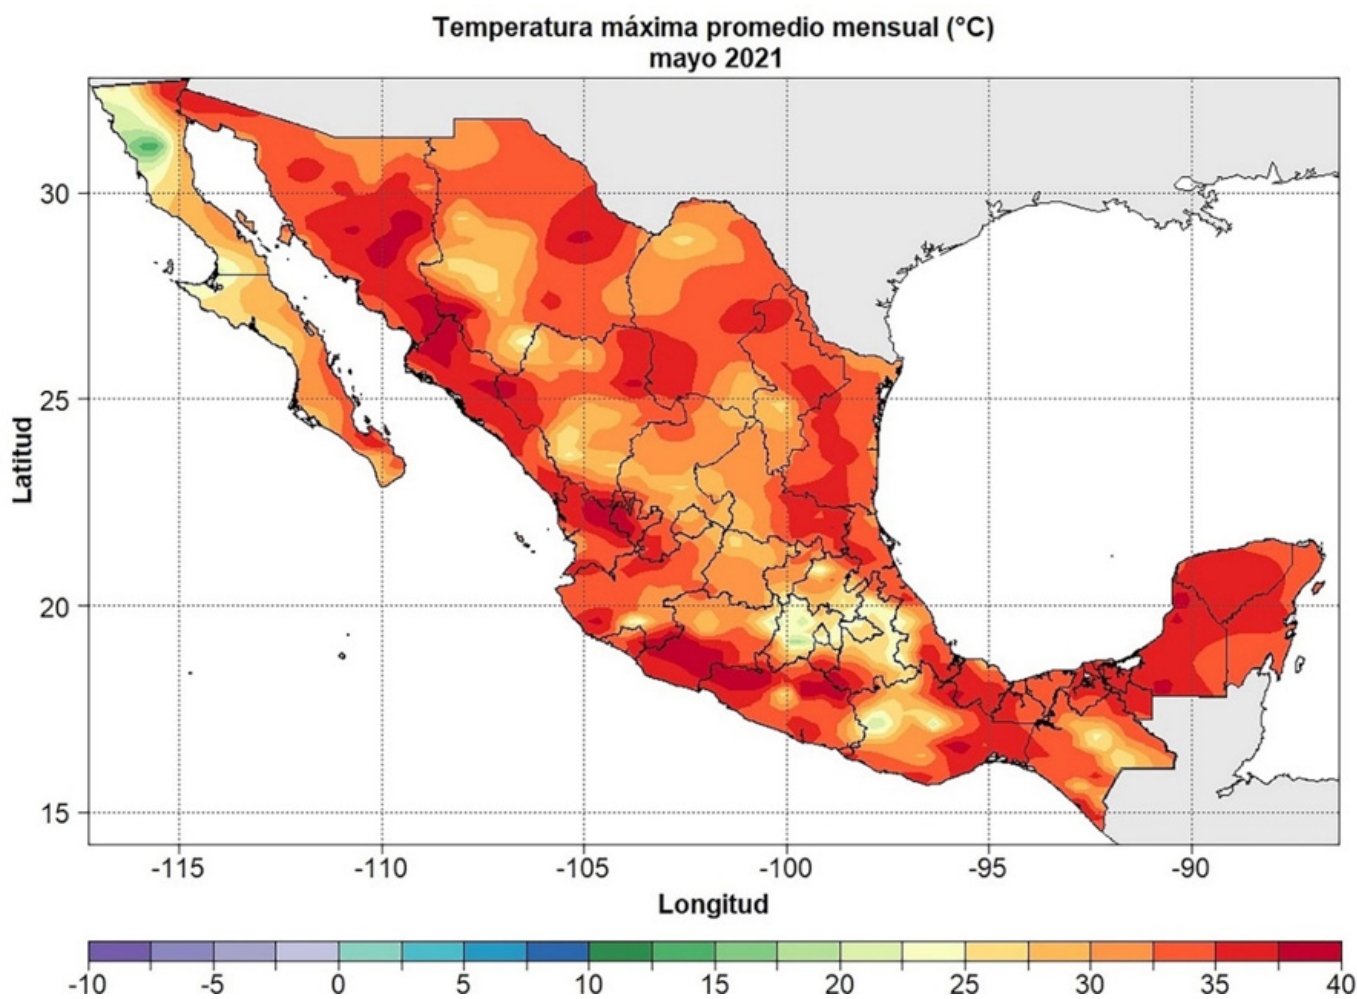 Temperatura máxima promedio mensual (°C)
mayo 2021
30
25
20
15
Latitud
-115 -110 -105 -100 -95 -90
Longitud
-10 -5 0 5 10 15 20 25 30 35 40